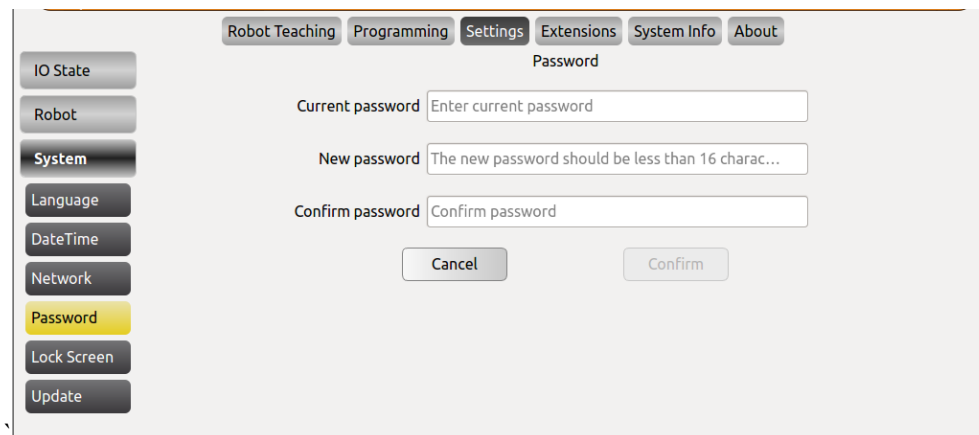 Robot Teaching Programming Settings Extensions System Info About
Password
IO State
Robot
System
Language
DateTime
Network
Password
Lock Screen
Update
Current password Enter current password
New password The new password should be less than 16 charac...
Confirm password Confirm password
Cancel Confirm